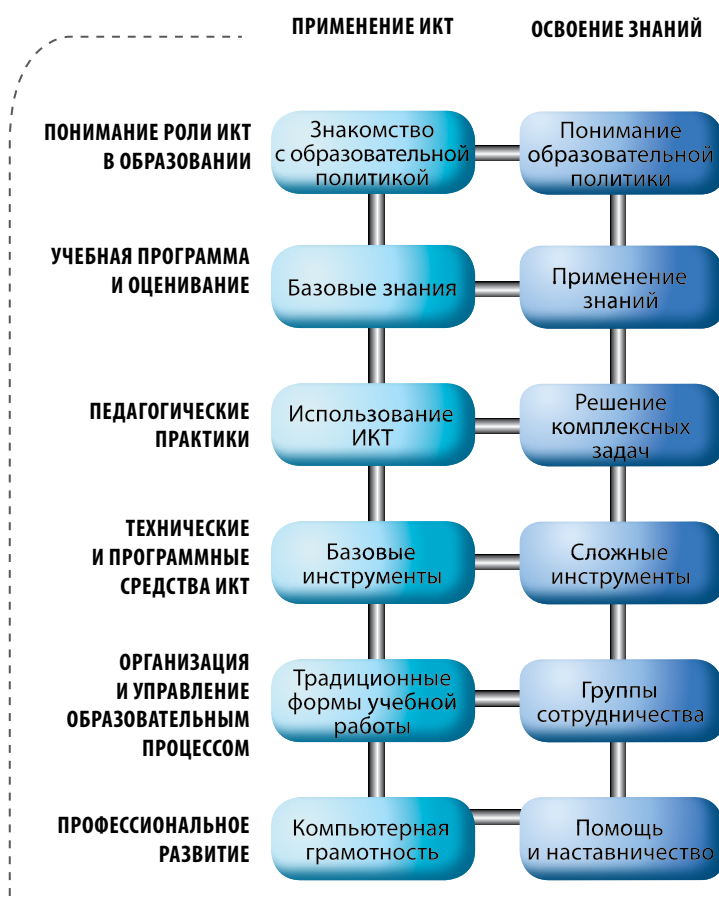 ПРИМЕНЕНИЕ ИКТ
ОСВОЕНИЕ ЗНАНИЙ
ПОНИМАНИЕ РОЛИ ИКТ
В ОБРАЗОВАНИИ
Знакомство
с образовательной
политикой
Понимание
образовательной
политики
УЧЕБНАЯ ПРОГРАММА
И ОЦЕНИВАНИЕ
Базовые знания
Применение
знаний
ПЕДАГОГИЧЕСКИЕ
ПРАКТИКИ
Использование
ИКТ
Решение
комплексных
задач
ТЕХНИЧЕСКИЕ
И ПРОГРАММНЫЕ
СРЕДСТВА ИКТ
Базовые
инструменты
Сложные
инструменты
ОРГАНИЗАЦИЯ
И УПРАВЛЕНИЕ
ОБРАЗОВАТЕЛЬНЫМ
ПРОЦЕССОМ
Традиционные
формы учебной
работы
Группы
сотрудничества
ПРОФЕССИОНАЛЬНОЕ
РАЗВИТИЕ
Компьютерная
грамотность
Помощь
и наставничество